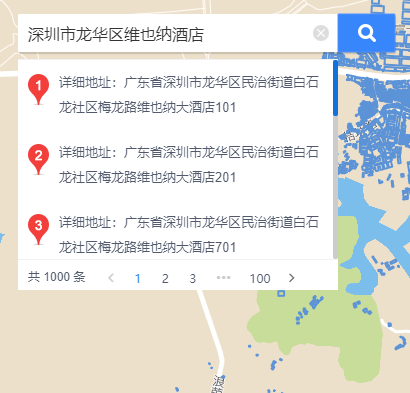 深圳市龙华区维也纳酒店
1 详细地址：广东省深圳市龙华区民治街道白石
龙社区梅龙路维也纳大酒店101
2 详细地址：广东省深圳市龙华区民治街道白石
龙社区梅龙路维也纳大酒店201
3 详细地址：广东省深圳市龙华区民治街道白石
龙社区梅龙路维也纳大酒店701
共 1000 条 1 2 3 ••• 100